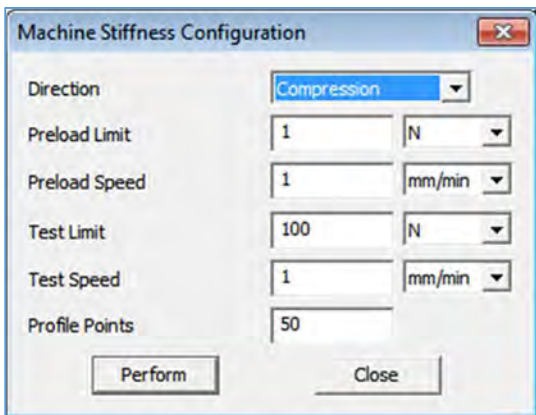 Machine Stiffness Configuration
Direction Compression
Preload Limit 1 N
Preload Speed 1 mm/min
Test Limit 100 N
Test Speed 1 mm/min
Profile Points 50
Perform Close